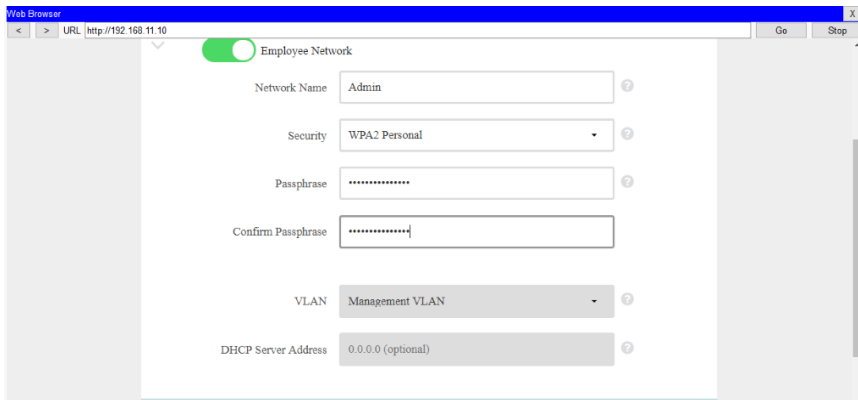 Web Browser X
< > URL http://192.168.11.10 Go Stop
Employee Network
Network Name Admin ?
Security WPA2 Personal ?
Passphrase ••••••••••••••• ?
Confirm Passphrase •••••••••••••••
VLAN Management VLAN ?
DHCP Server Address 0.0.0.0 (optional) ?